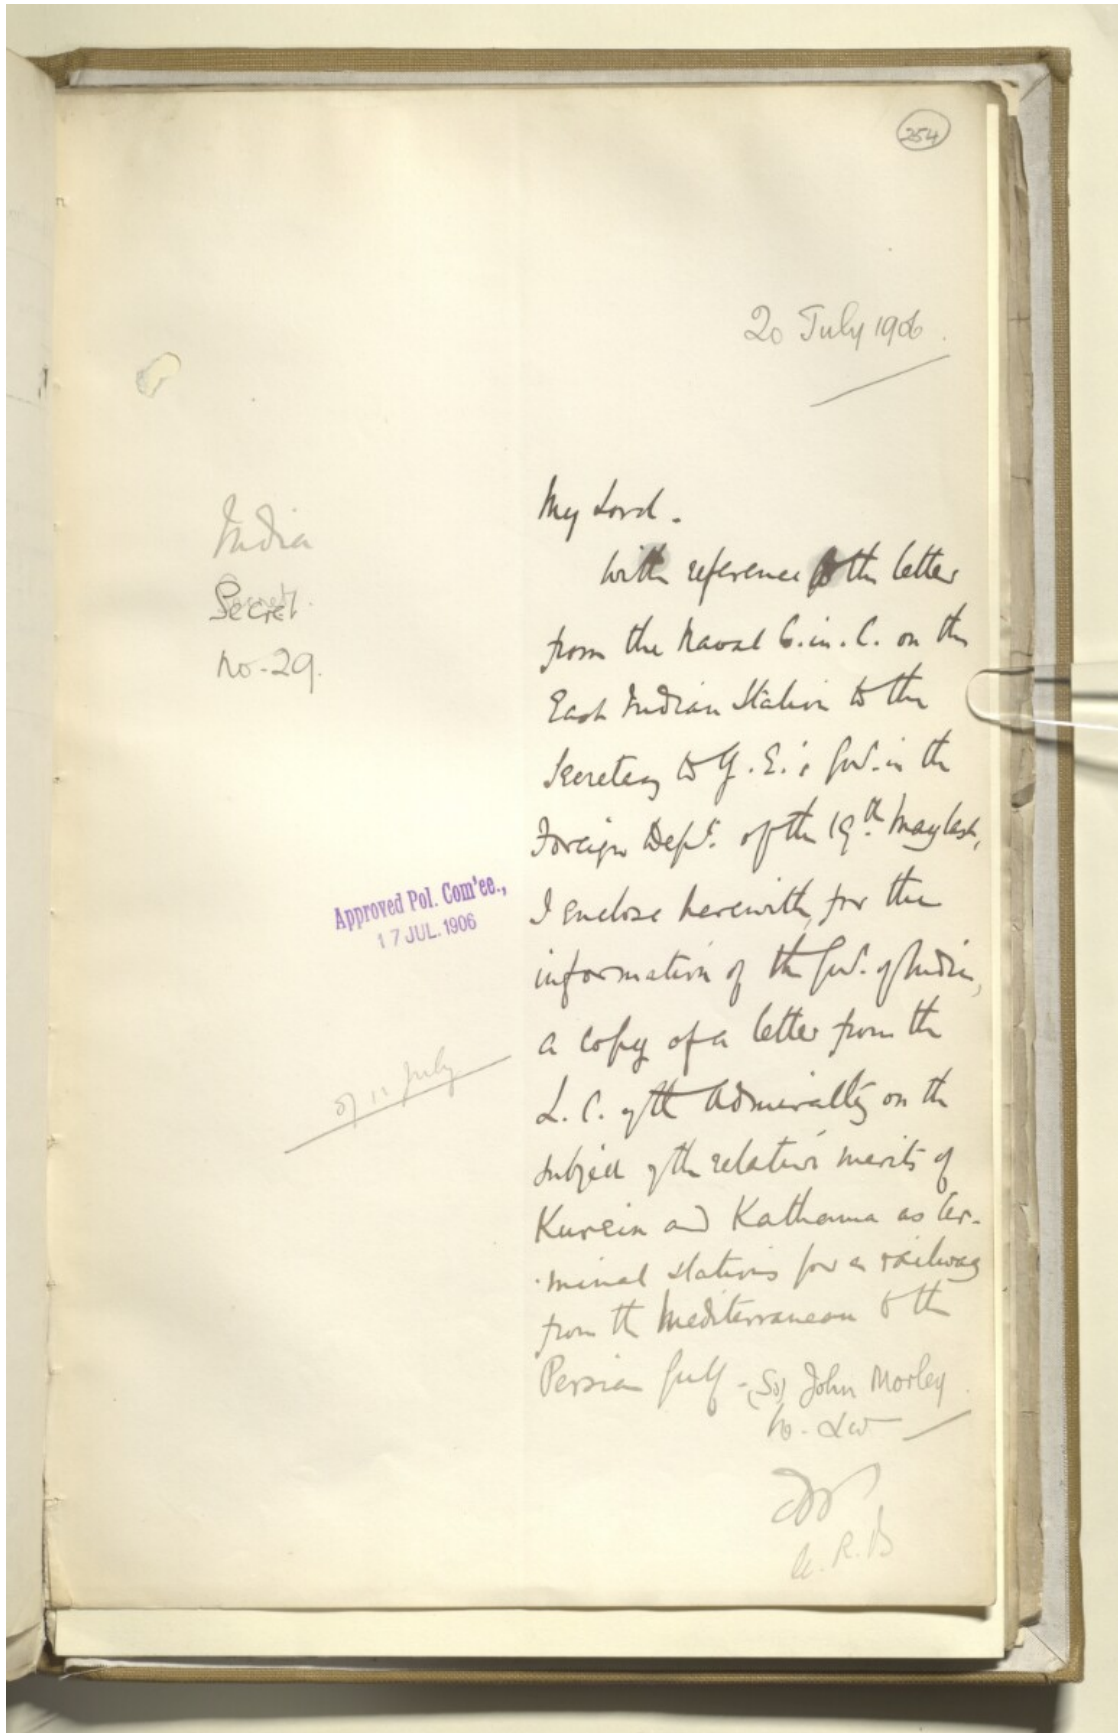 254
20 July 1906.
India
Secret.
No. 29.
My Lord.
With reference to the letter
from the Naval C. in. C. on the
East Indian Station to the
Secretary to Y. E.'s Govt. in the
Foreign Dept. of the 19th May last,
Approved Pol. Com'ee.,
17 JUL. 1906
I enclose herewith, for the
information of the Govt. of India,
a copy of a letter from the
of 11 July
L. C. of the Admiralty on the
subject of the relative merits of
Kurein and Kathama as ter-
-minal stations for a railway
from the Mediterranean to the
Persian Gulf - (Sd) John Morley.